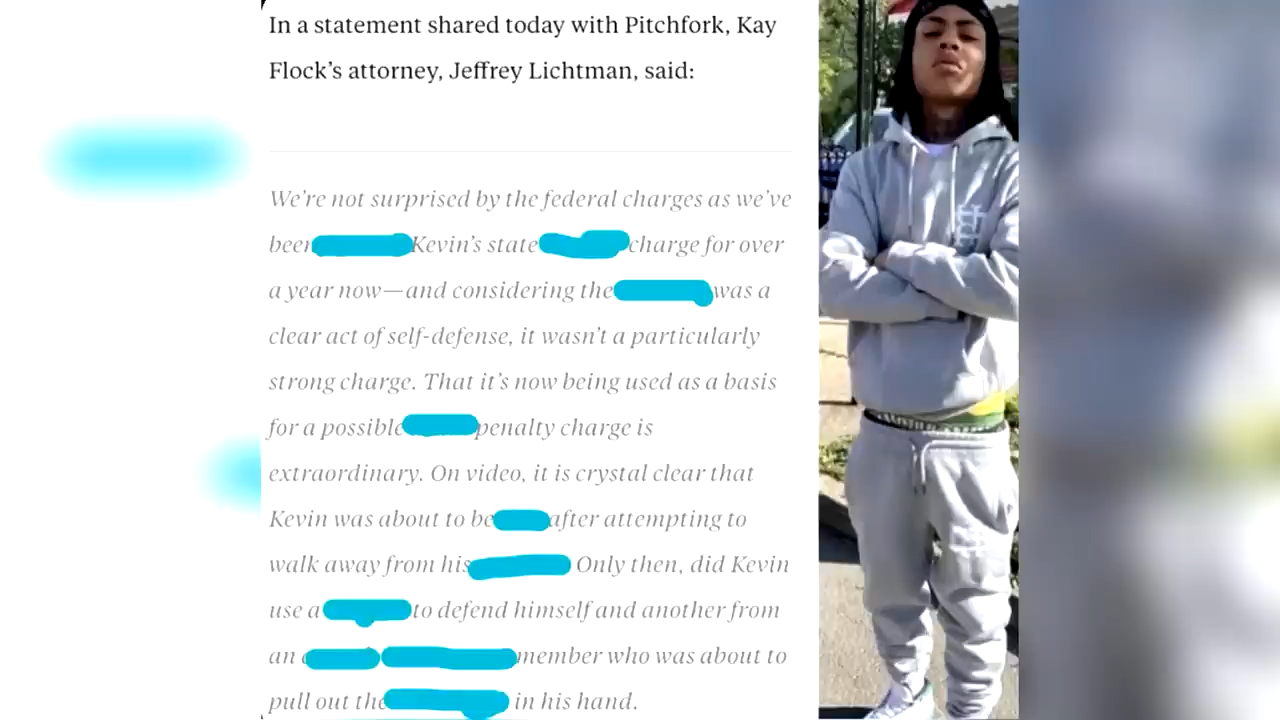 In a statement shared today with Pitchfork, Kay
Flock's attorney, Jeffrey Lichtman, said:
We're not surprised by the federal charges as we've
been Kevin's state charge for over
a year now—and considering the was a
clear act of self-defense, it wasn't a particularly
strong charge. That it's now being used as a basis
for a possible penalty charge is
extraordinary. On video, it is crystal clear that
Kevin was about to be after attempting to
walk away from his Only then, did Kevin
use a to defend himself and another from
an member who was about to
pull out the in his hand.